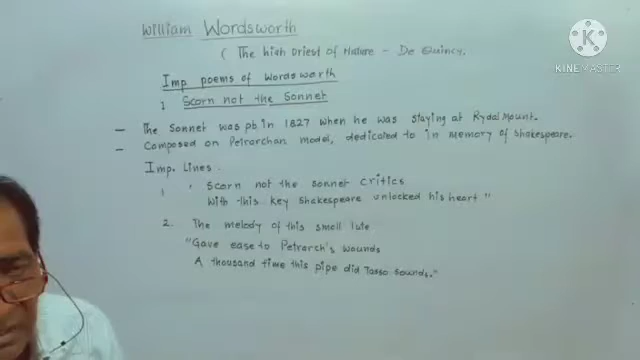 William Wordsworth
( The high Driest of Nature - De Quincy.
Imp poems of Wordsworth
1 Scorn not the Sonnet
- The Sonnet was pb in 1827 when he was staying at Rydal Mount.
- Composed on Petrarchan model, dedicated to in memory of Shakespeare.
Imp. Lines.
1 ' Scorn not the sonnet critics
With this key Shakespeare unlocked his heart "
2. The melody of this small lute
"Gave ease to Petrarch's wounds
A thousand time this pipe did Tasso sounds."
KINEMASTER